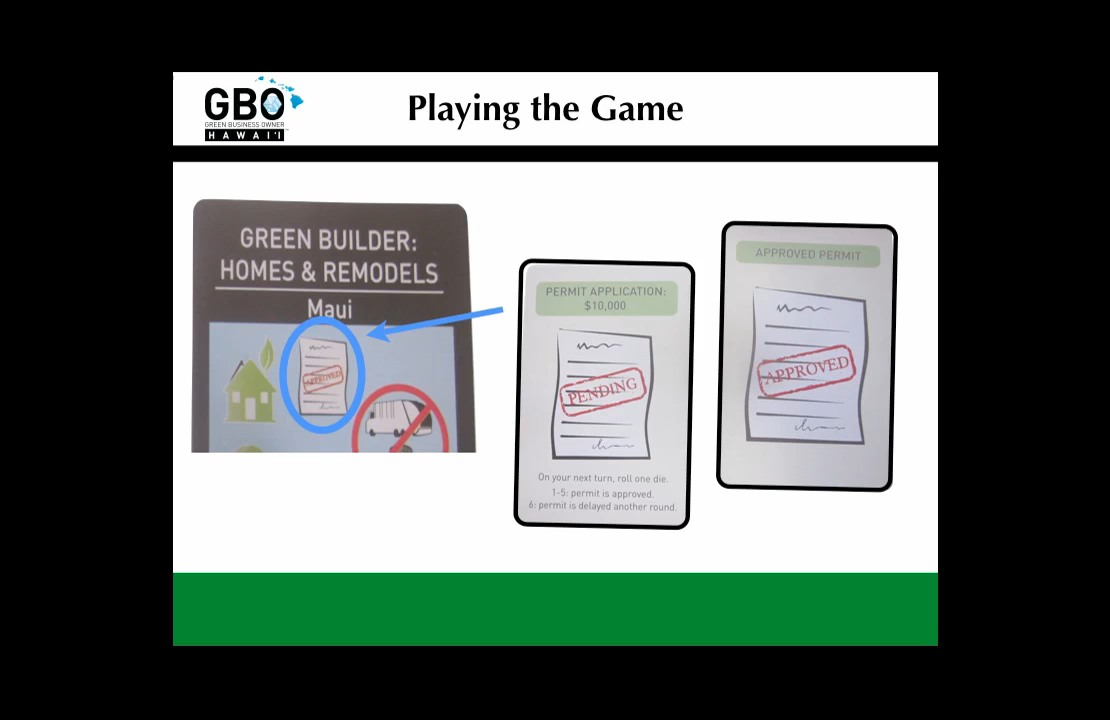 GBO
GREEN BUSINESS OWNER
HAWAI'I
Playing the Game
GREEN BUILDER:
HOMES & REMODELS
Maui
APPROVED
PERMIT APPLICATION:
$10,000
PENDING
On your next turn, roll one die.
1-5: permit is approved.
6: permit is delayed another round.
APPROVED PERMIT
APPROVED